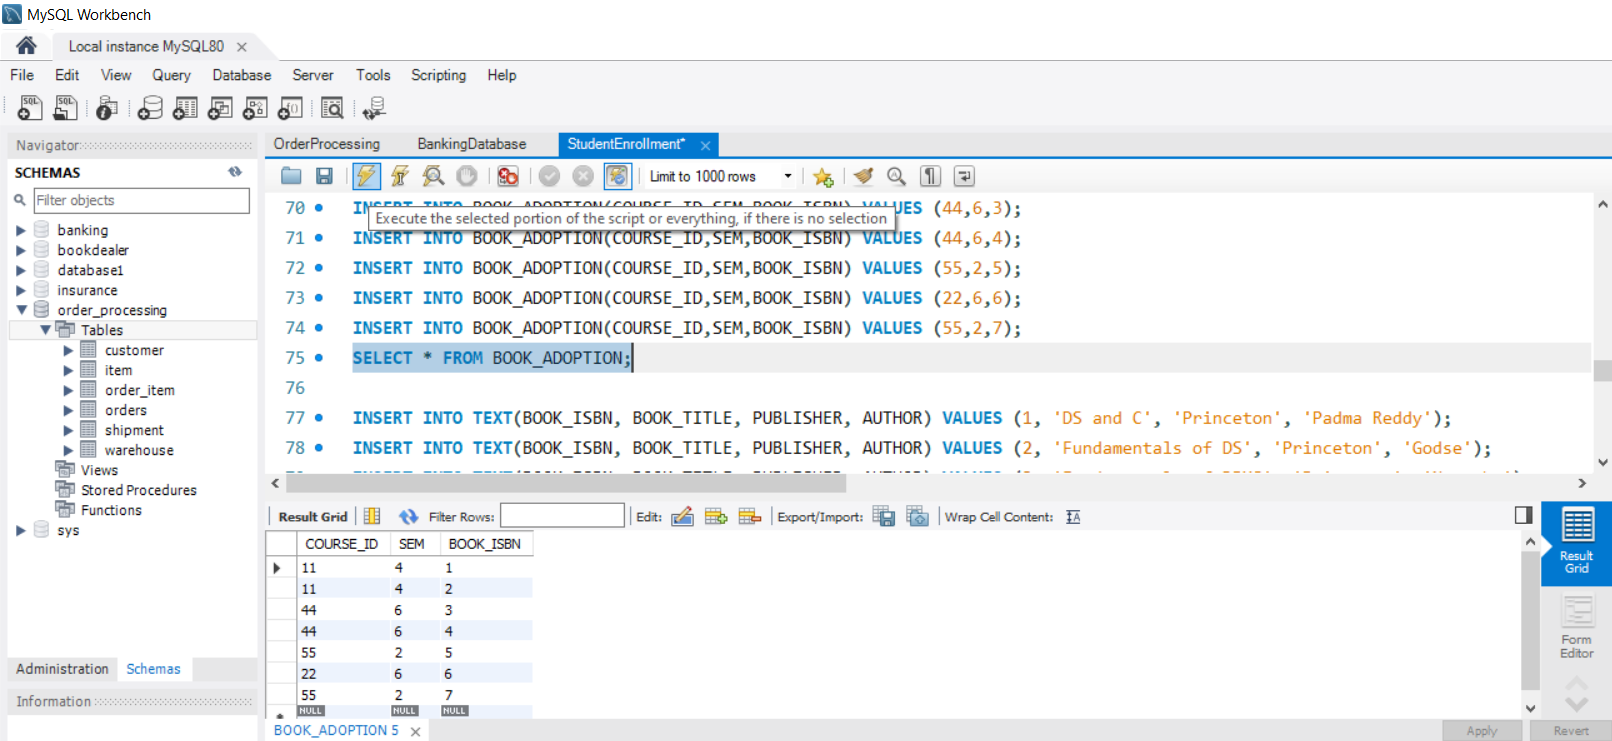 MySQL Workbench
Local instance MySQL80
File Edit View Query Database Server Tools Scripting Help
Navigator
SCHEMAS
Filter objects
banking
bookdealer
database1
insurance
order_processing
Tables
customer
item
order_item
orders
shipment
warehouse
Views
Stored Procedures
Functions
sys
Administration Schemas
Information
OrderProcessing BankingDatabase StudentEnrollment*
Limit to 1000 rows
70 INSERT INTO BOOK_ADOPTION(COURSE_ID,SEM,BOOK_ISBN) VALUES (44,6,3);
Execute the selected portion of the script or everything, if there is no selection
71 INSERT INTO BOOK_ADOPTION(COURSE_ID,SEM,BOOK_ISBN) VALUES (44,6,4);
72 INSERT INTO BOOK_ADOPTION(COURSE_ID,SEM,BOOK_ISBN) VALUES (55,2,5);
73 INSERT INTO BOOK_ADOPTION(COURSE_ID,SEM,BOOK_ISBN) VALUES (22,6,6);
74 INSERT INTO BOOK_ADOPTION(COURSE_ID,SEM,BOOK_ISBN) VALUES (55,2,7);
75 SELECT * FROM BOOK_ADOPTION;
76
77 INSERT INTO TEXT(BOOK_ISBN, BOOK_TITLE, PUBLISHER, AUTHOR) VALUES (1, 'DS and C', 'Princeton', 'Padma Reddy');
78 INSERT INTO TEXT(BOOK_ISBN, BOOK_TITLE, PUBLISHER, AUTHOR) VALUES (2, 'Fundamentals of DS', 'Princeton', 'Godse');
Result Grid Filter Rows: Edit: Export/Import: Wrap Cell Content:
COURSE_ID SEM BOOK_ISBN
11 4 1
11 4 2
44 6 3
44 6 4
55 2 5
22 6 6
55 2 7
NULL NULL NULL
BOOK_ADOPTION 5
Result
Grid
Form
Editor
Apply Revert